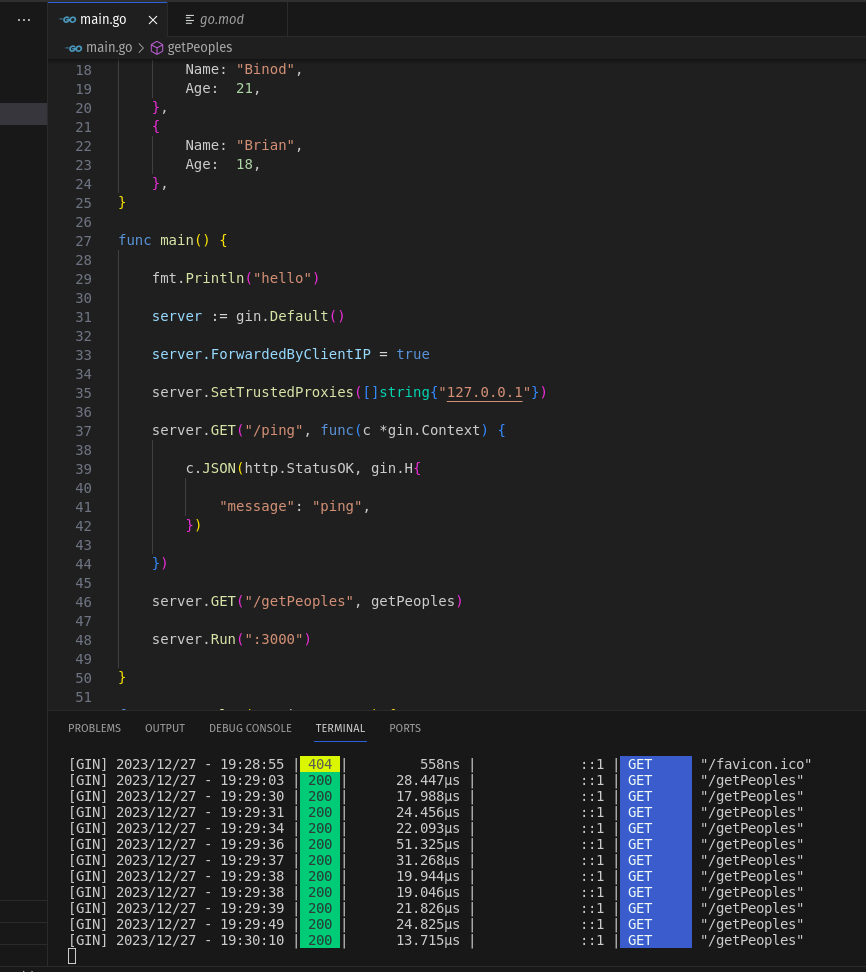 ··· GO main.go × go.mod
GO main.go > getPeoples
18 Name: "Binod",
19 Age: 21,
20 },
21 {
22 Name: "Brian",
23 Age: 18,
24 },
25 }
26
27 func main() {
28
29 fmt.Println("hello")
30
31 server := gin.Default()
32
33 server.ForwardedByClientIP = true
34
35 server.SetTrustedProxies([]string{"127.0.0.1"})
36
37 server.GET("/ping", func(c *gin.Context) {
38
39 c.JSON(http.StatusOK, gin.H{
40
41 "message": "ping",
42 })
43
44 })
45
46 server.GET("/getPeoples", getPeoples)
47
48 server.Run(":3000")
49
50 }
51
PROBLEMS OUTPUT DEBUG CONSOLE TERMINAL PORTS
[GIN] 2023/12/27 - 19:28:55 | 404 | 558ns | ::1 | GET "/favicon.ico"
[GIN] 2023/12/27 - 19:29:03 | 200 | 28.447µs | ::1 | GET "/getPeoples"
[GIN] 2023/12/27 - 19:29:30 | 200 | 17.988µs | ::1 | GET "/getPeoples"
[GIN] 2023/12/27 - 19:29:31 | 200 | 24.456µs | ::1 | GET "/getPeoples"
[GIN] 2023/12/27 - 19:29:34 | 200 | 22.093µs | ::1 | GET "/getPeoples"
[GIN] 2023/12/27 - 19:29:36 | 200 | 51.325µs | ::1 | GET "/getPeoples"
[GIN] 2023/12/27 - 19:29:37 | 200 | 31.268µs | ::1 | GET "/getPeoples"
[GIN] 2023/12/27 - 19:29:38 | 200 | 19.944µs | ::1 | GET "/getPeoples"
[GIN] 2023/12/27 - 19:29:38 | 200 | 19.046µs | ::1 | GET "/getPeoples"
[GIN] 2023/12/27 - 19:29:39 | 200 | 21.826µs | ::1 | GET "/getPeoples"
[GIN] 2023/12/27 - 19:29:49 | 200 | 24.825µs | ::1 | GET "/getPeoples"
[GIN] 2023/12/27 - 19:30:10 | 200 | 13.715µs | ::1 | GET "/getPeoples"